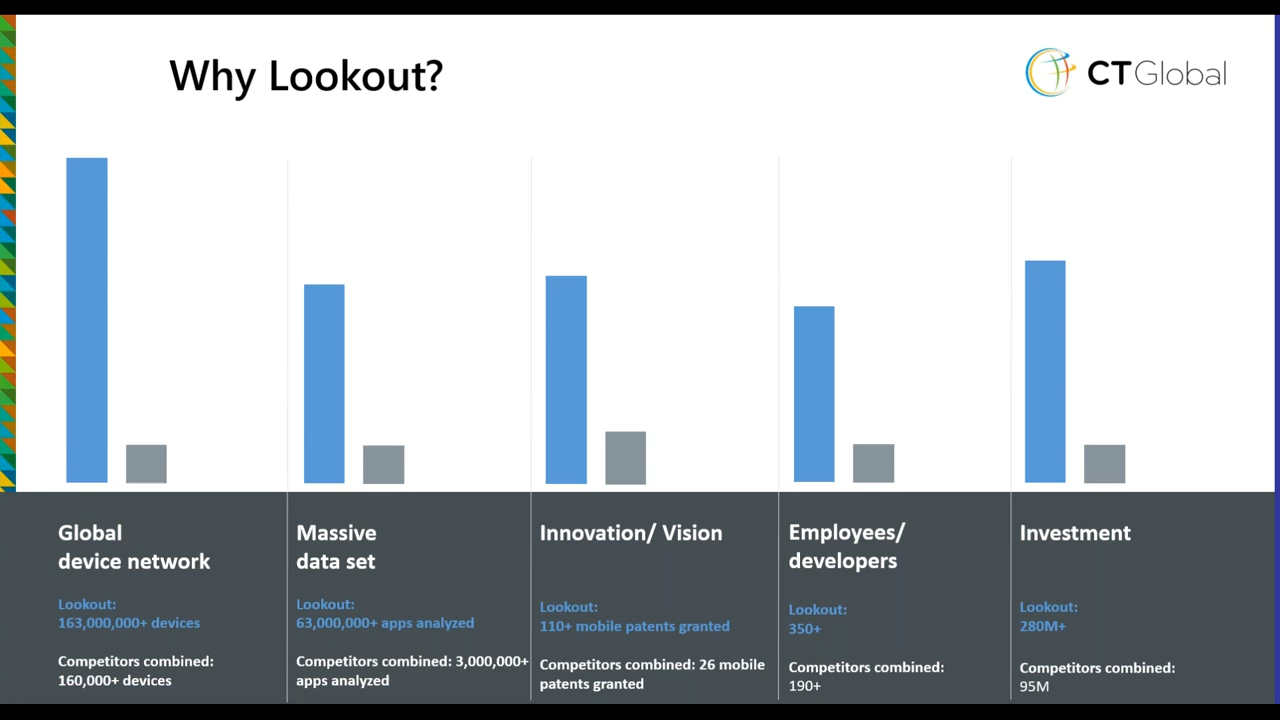 Why Lookout?
CTGlobal
Global
device network
Lookout:
163,000,000+ devices
Competitors combined:
160,000+ devices
Massive
data set
Lookout:
63,000,000+ apps analyzed
Competitors combined: 3,000,000+
apps analyzed
Innovation/ Vision
Lookout:
110+ mobile patents granted
Competitors combined: 26 mobile
patents granted
Employees/
developers
Lookout:
350+
Competitors combined:
190+
Investment
Lookout:
280M+
Competitors combined:
95M